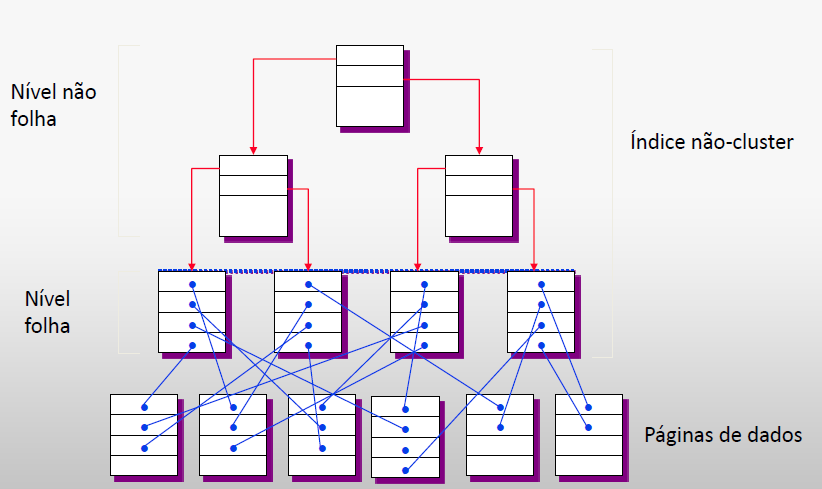 Nível não
folha
Índice não-cluster
Nível
folha
Páginas de dados